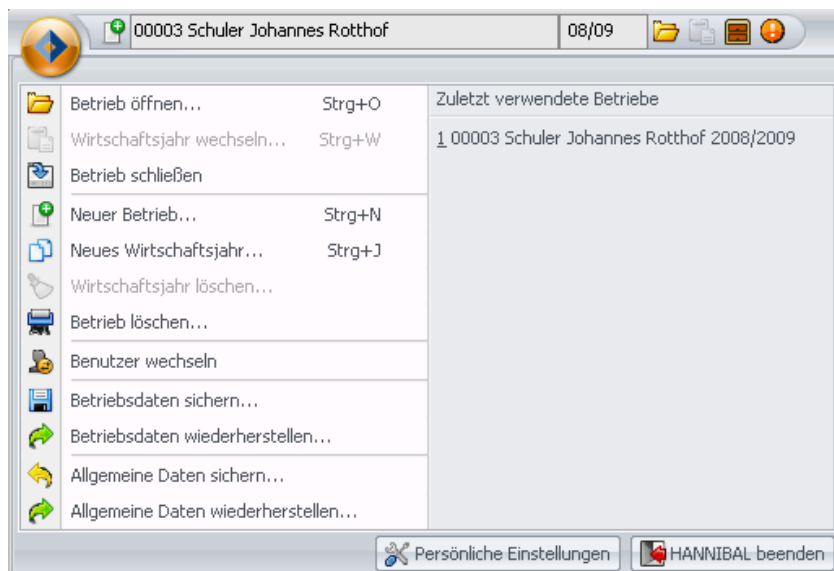 00003 Schuler Johannes Rotthof 08/09
Betrieb öffnen... Strg+O
Wirtschaftsjahr wechseln... Strg+W
Betrieb schließen
Neuer Betrieb... Strg+N
Neues Wirtschaftsjahr... Strg+J
Wirtschaftsjahr löschen...
Betrieb löschen...
Benutzer wechseln
Betriebsdaten sichern...
Betriebsdaten wiederherstellen...
Allgemeine Daten sichern...
Allgemeine Daten wiederherstellen...
Zuletzt verwendete Betriebe
1 00003 Schuler Johannes Rotthof 2008/2009
Persönliche Einstellungen
HANNIBAL beenden